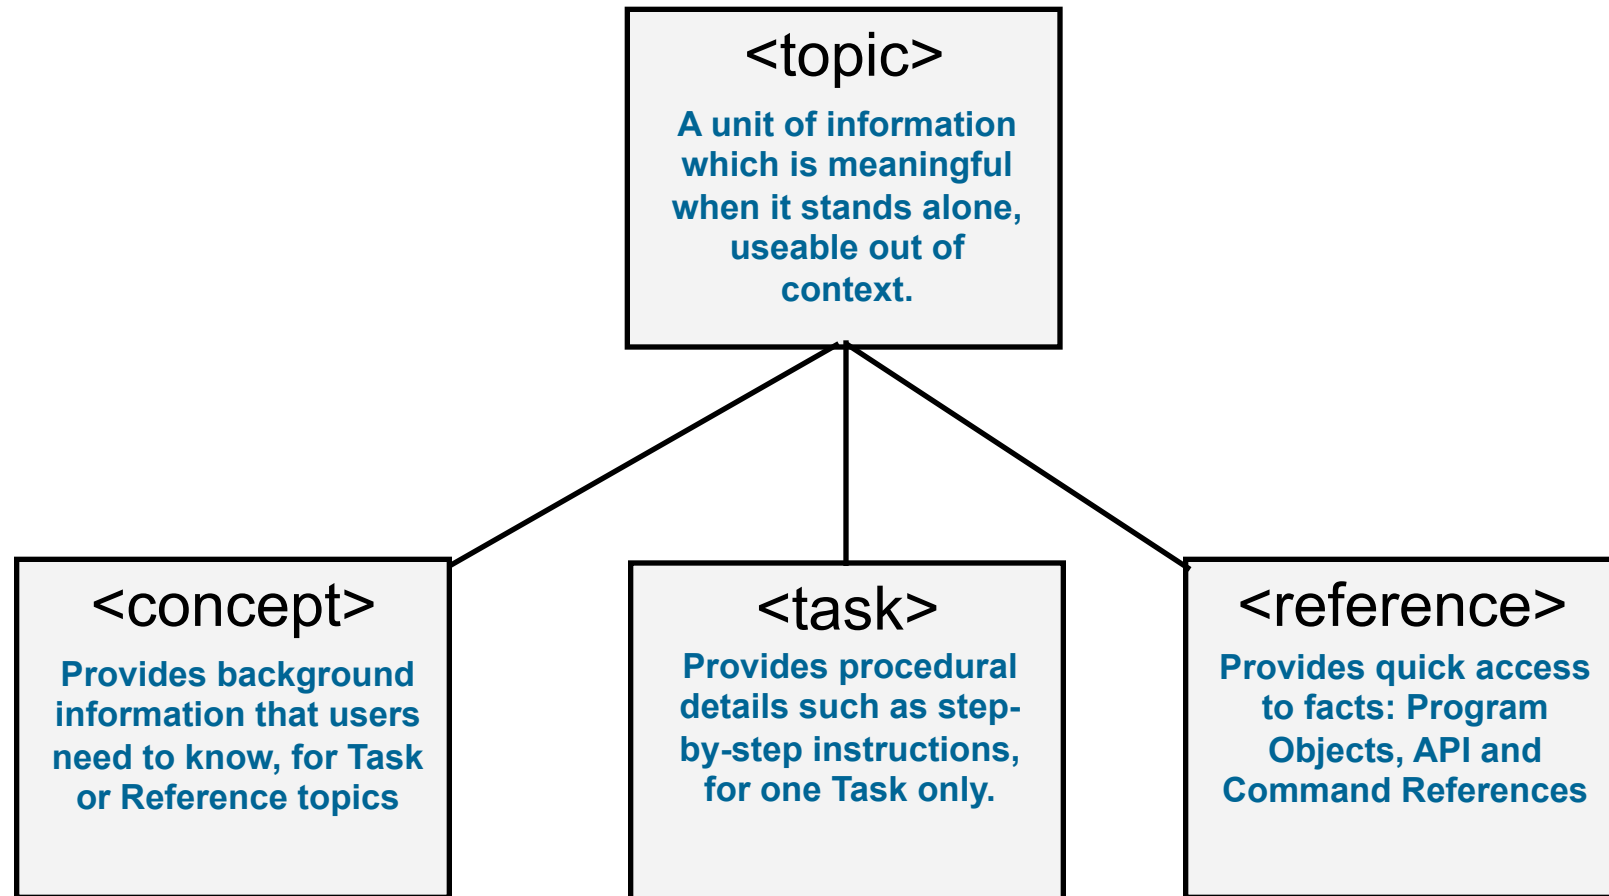 <topic>
A unit of information
which is meaningful
when it stands alone,
useable out of
context.
<concept>
Provides background
information that users
need to know, for Task
or Reference topics
<task>
Provides procedural
details such as step-
by-step instructions,
for one Task only.
<reference>
Provides quick access
to facts: Program
Objects, API and
Command References